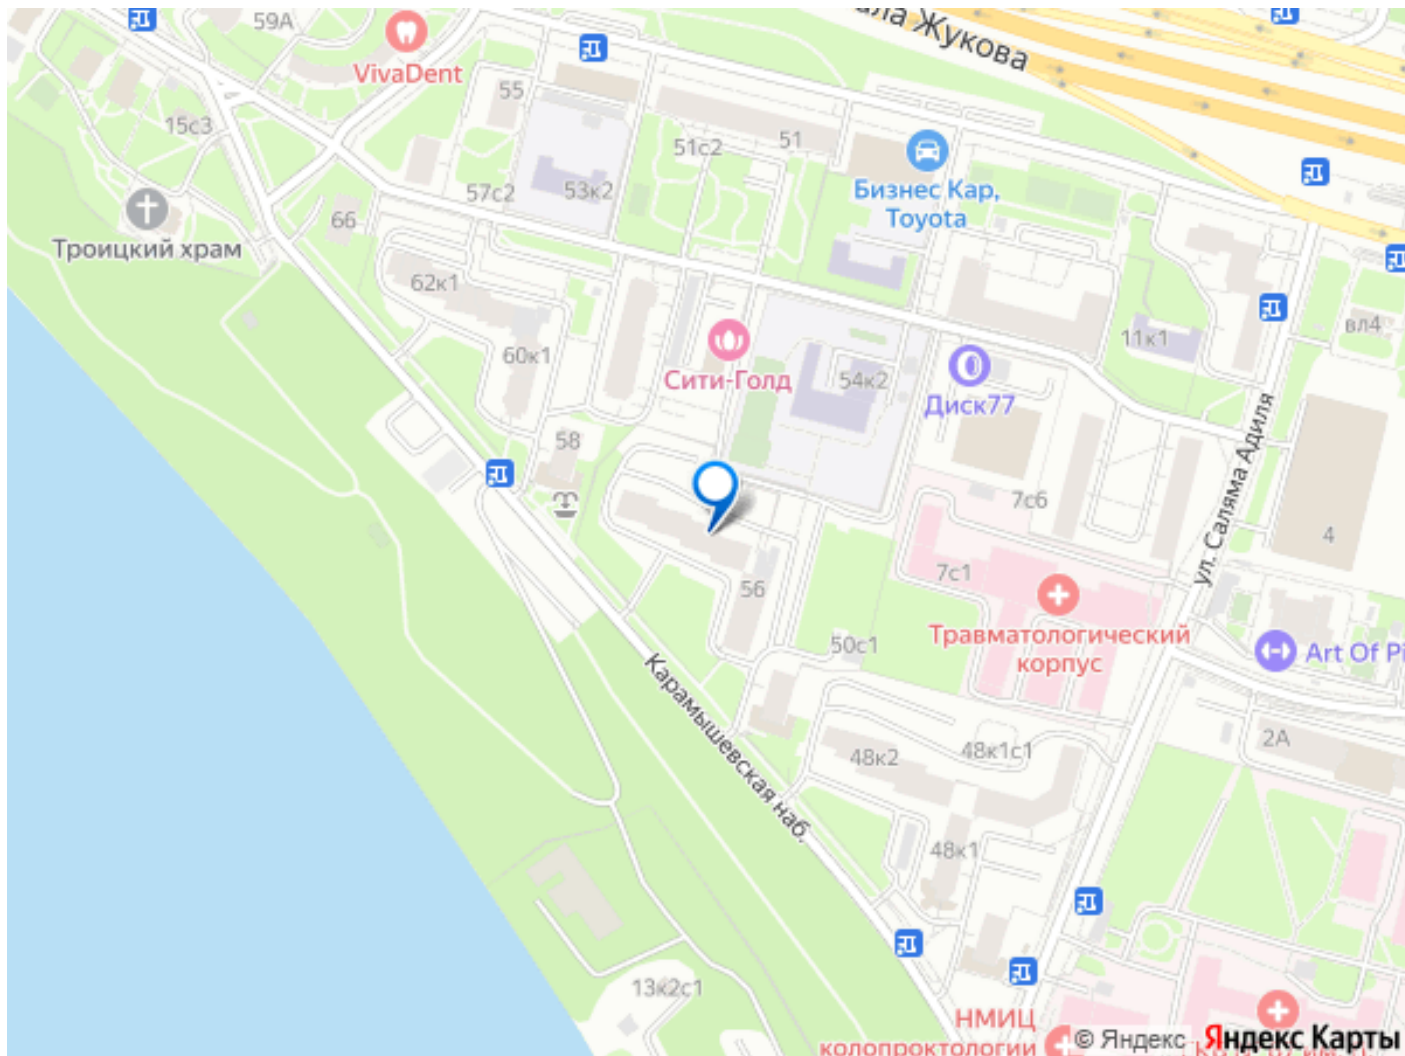 59А
ала Жукова
VivaDent
55
15с3
51с2
51
57с2
53к2
Бизнес Кар,
Toyota
66
Троицкий храм
62к1
60к1
11к1
вл4
Сити-Голд
54к2
Диск77
58
7с6
ул. Саляма Адиля
4
7с1
56
Травматологический
корпус
50с1
Art Of Pi
Карамышевская наб.
48к2
48к1с1
2А
48к1
13к2с1
НМИЦ
колопроктологии
© Яндекс Яндекс Карты